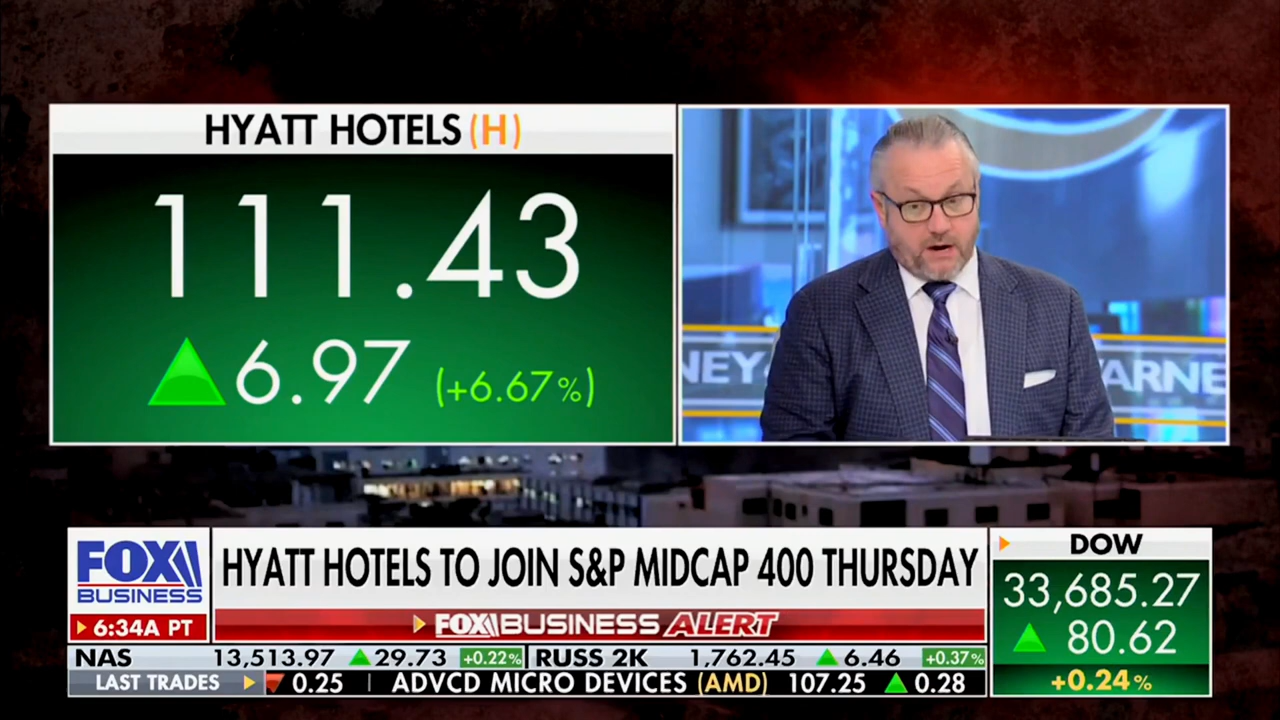 HYATT HOTELS (H)
111.43
6.97 (+6.67%)
NEY
ARNE
FOX BUSINESS
6:34A PT
HYATT HOTELS TO JOIN S&P MIDCAP 400 THURSDAY
FOX BUSINESS ALERT
DOW
33,685.27
80.62
+0.24%
NAS 13,513.97 29.73 +0.22% RUSS 2K 1,762.45 6.46 +0.37%
LAST TRADES 0.25 | ADVCD MICRO DEVICES (AMD) 107.25 0.28